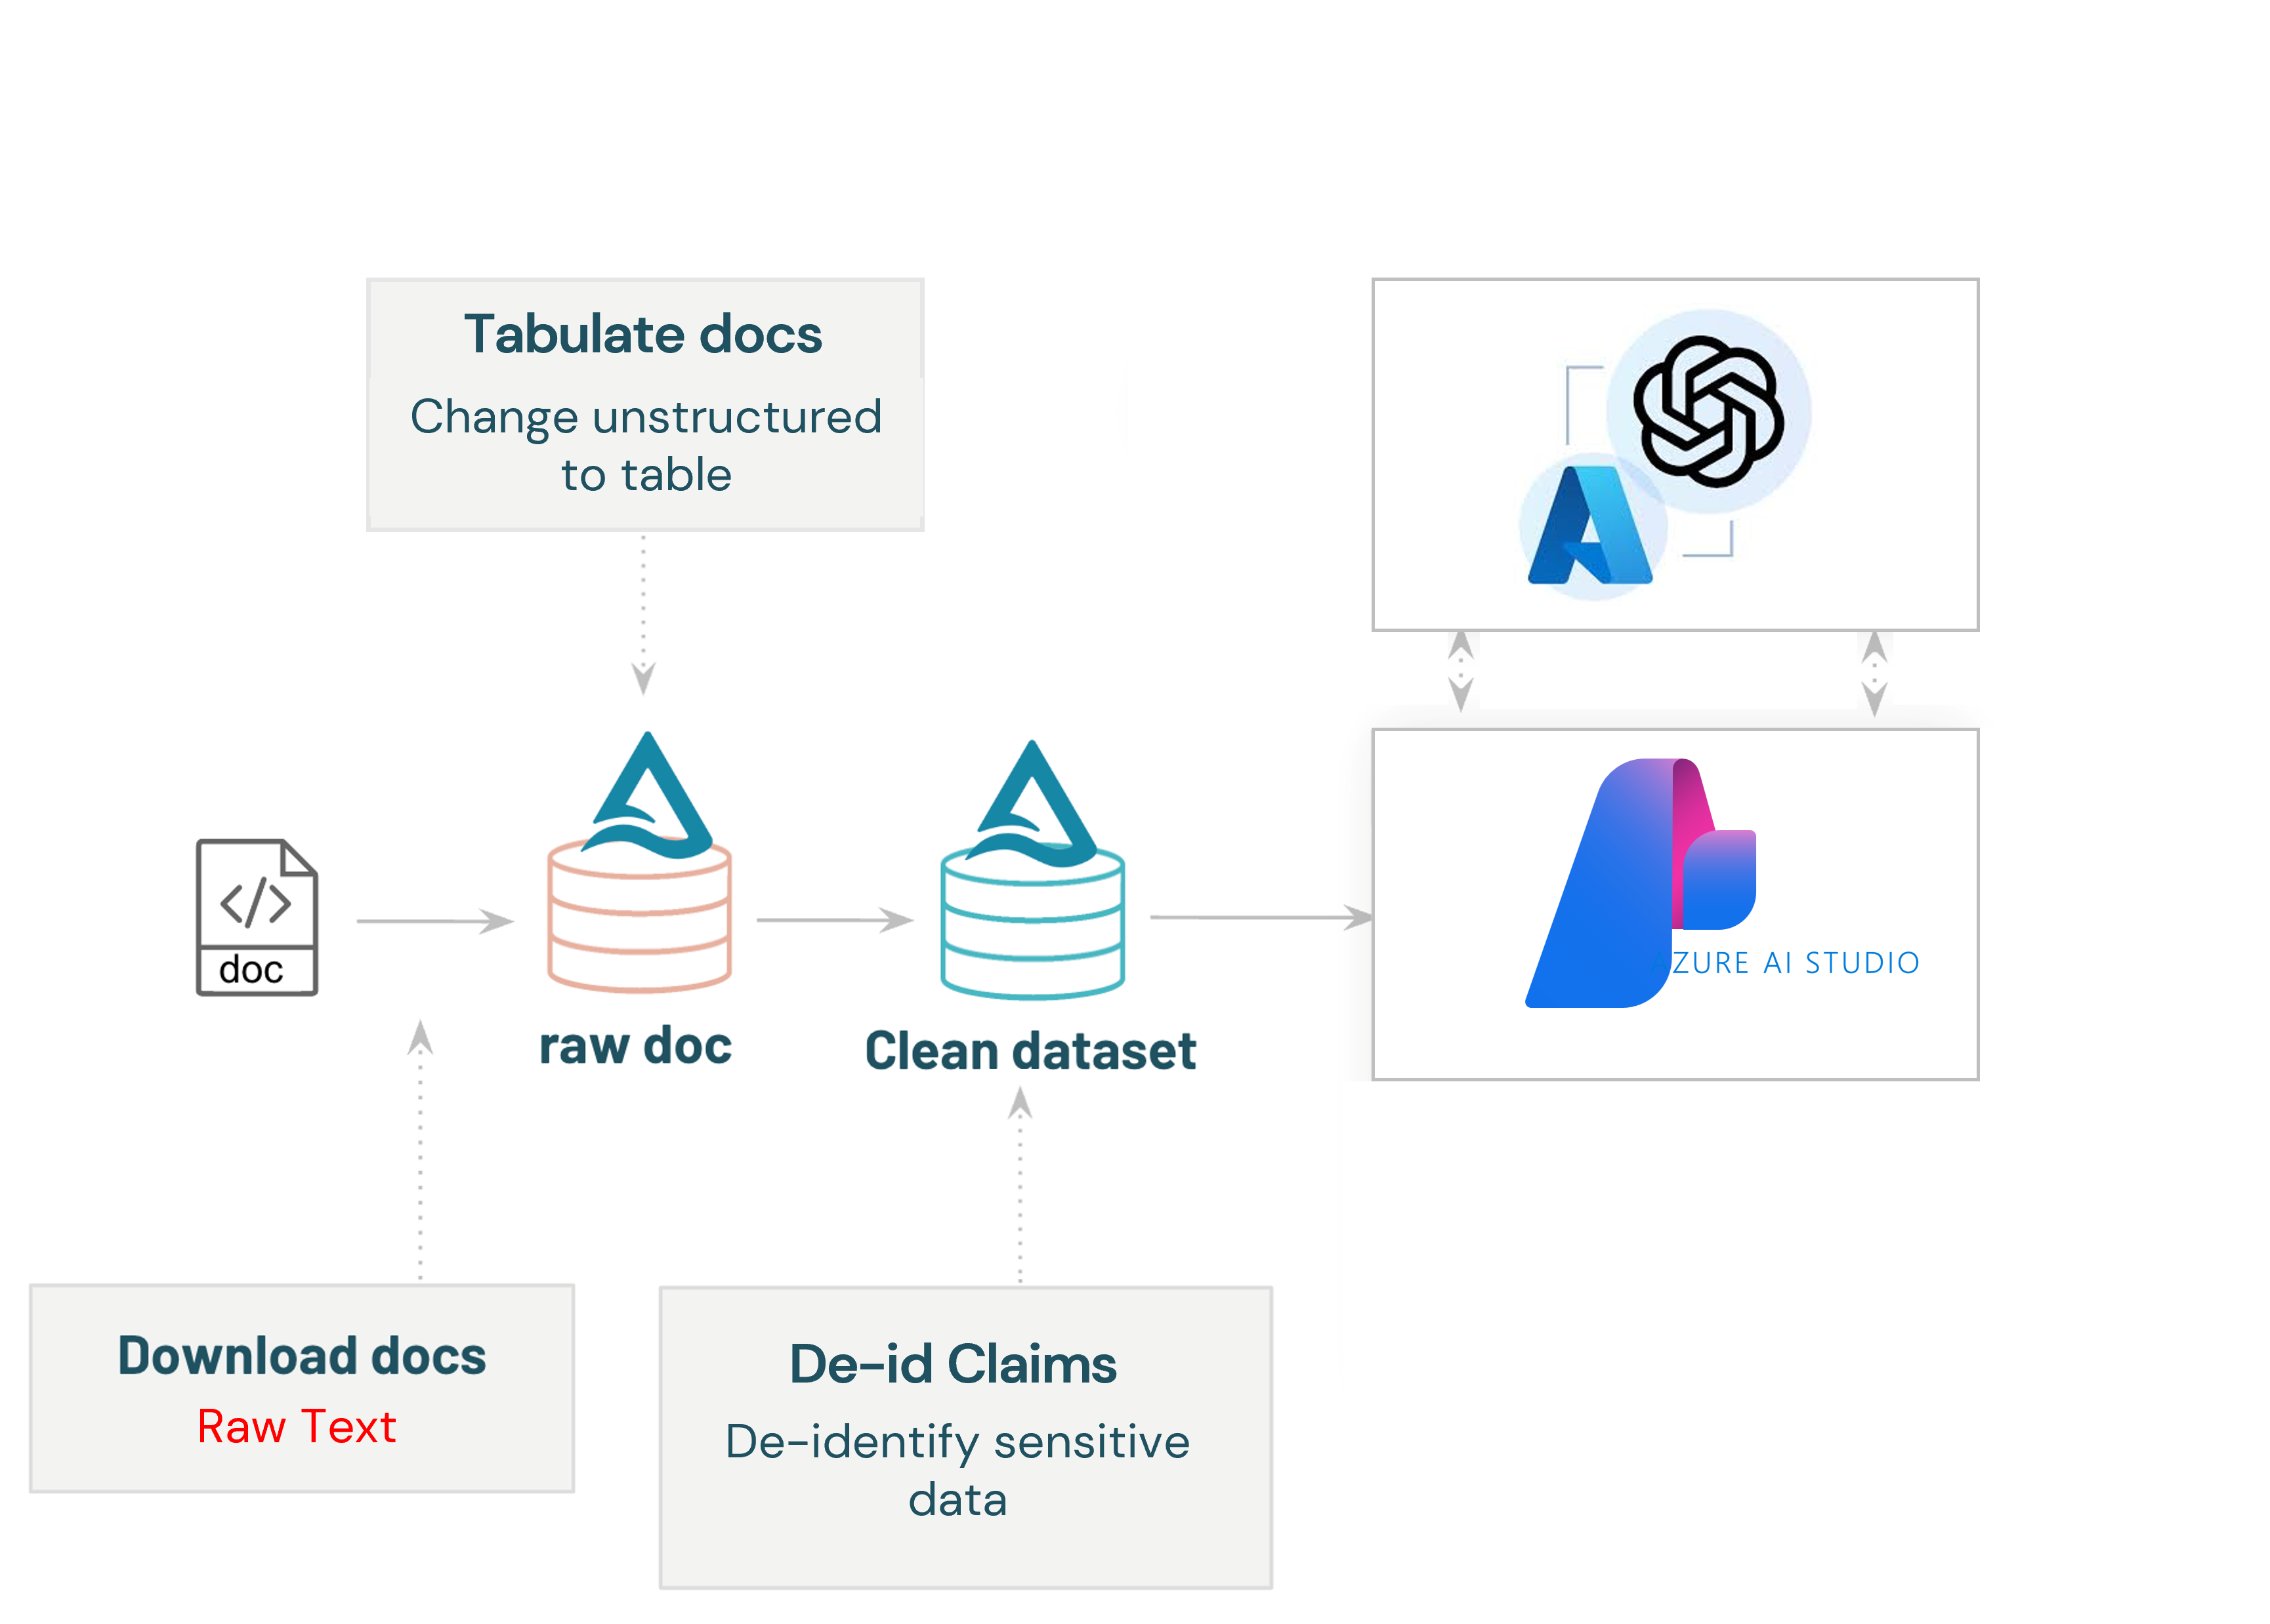 Tabulate docs
Change unstructured
to table
doc
raw doc
Clean dataset
AZURE AI STUDIO
Download docs
Raw Text
De-id Claims
De-identify sensitive
data